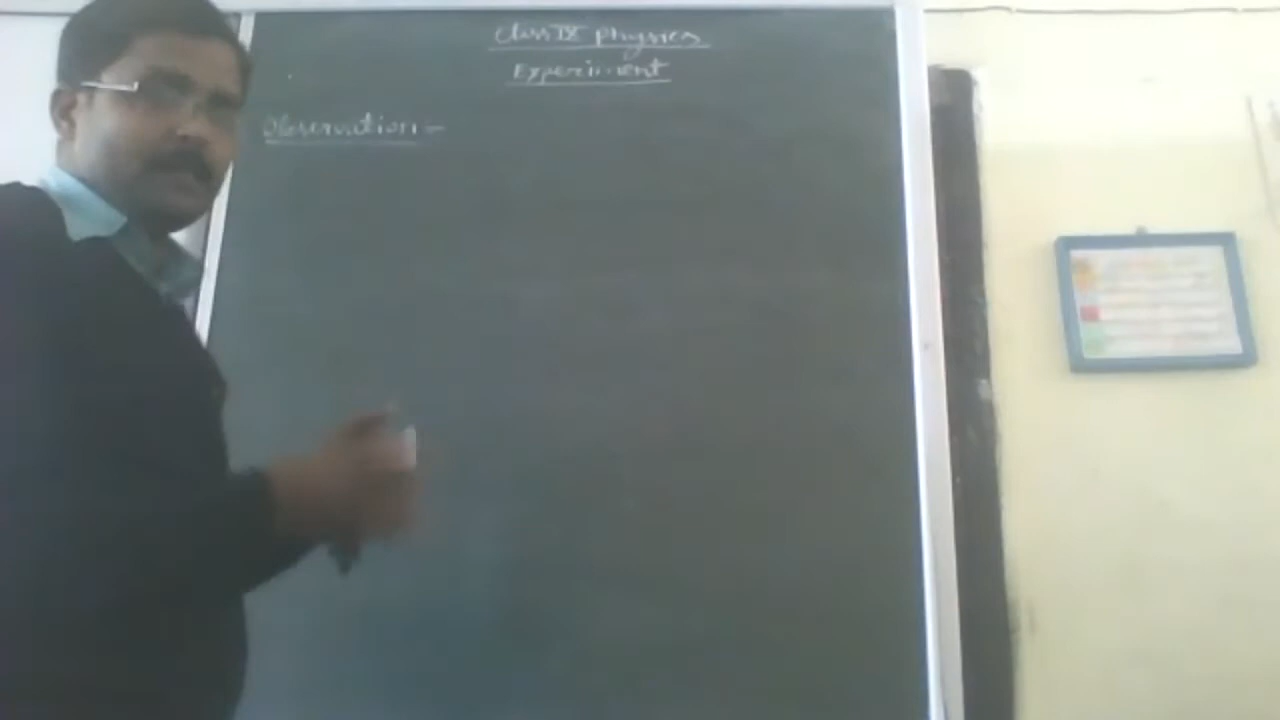 Class IX Physics
Experiment
Observation -